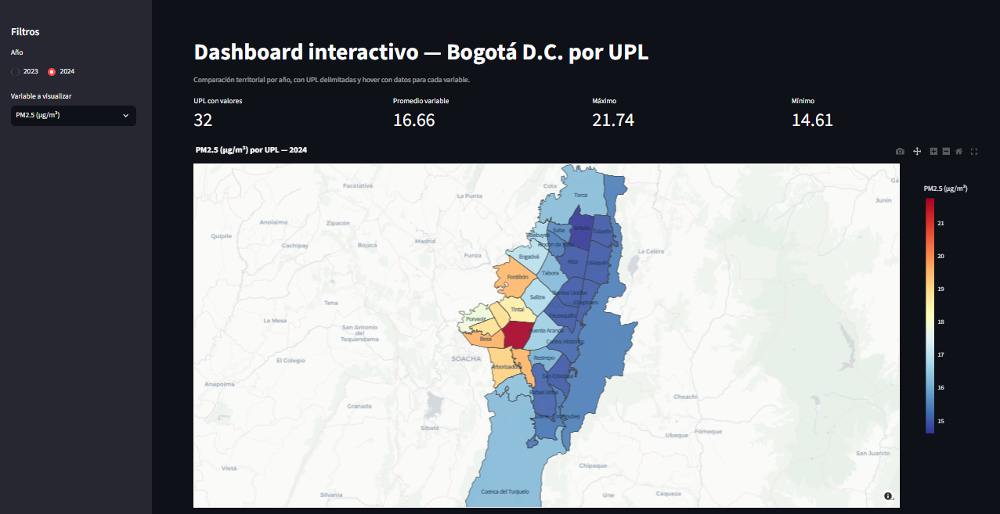 Filtros
Año
2023
2024
Variable a visualizar
PM2.5 (µg/m³)
Dashboard interactivo — Bogotá D.C. por UPL
Comparación territorial por año, con UPL delimitadas y hover con datos para cada variable.
UPL con valores
32
Promedio variable
16.66
Máximo
21.74
Mínimo
14.61
PM2.5 (µg/m³) por UPL — 2024
PM2.5 (µg/m³)
21
20
19
18
17
16
15
Facatativá
La Punta
Cota
Torca
Junín
Anolaima
Zipacón
Quipile
Cachipay
Bojacá
Madrid
Funza
Suba
Toberín
Engativá
Niza
Usaquén
La Calera
Fontibón
Tabora
Salitre
Barrios Unidos
Chapinero
Tena
Tintal
Teusaquillo
La Mesa
San Antonio
del
Tequendama
Porvenir
Puente Aranda
Bosa
Centro Histórico
El Colegio
SOACHA
Restrepo
Arborizadora
San Cristóbal
Anapoima
Rafael Uribe
Choachí
Granada
Sibaté
Ubaque
Fómeque
San Juanito
Viotá
Chipaque
Silvania
Cuenca del Tunjuelo
Une
Cáqueza